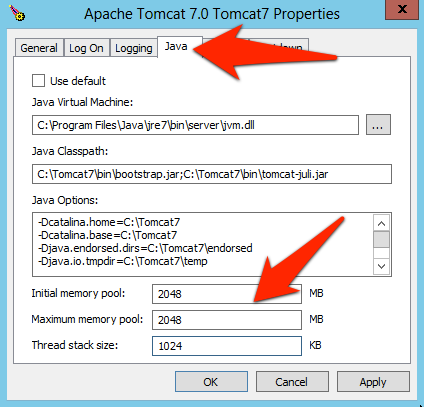 Apache Tomcat 7.0 Tomcat7 Properties
X
General Log On Logging Java
Use default
Java Virtual Machine:
C:\Program Files\Java\jre7\bin\server\jvm.dll ...
Java Classpath:
C:\Tomcat7\bin\bootstrap.jar;C:\Tomcat7\bin\tomcat-juli.jar
Java Options:
-Dcatalina.home=C:\Tomcat7
-Dcatalina.base=C:\Tomcat7
-Djava.endorsed.dirs=C:\Tomcat7\endorsed
-Djava.io.tmpdir=C:\Tomcat7\temp
Initial memory pool: 2048 MB
Maximum memory pool: 2048 MB
Thread stack size: 1024 KB
OK Cancel Apply